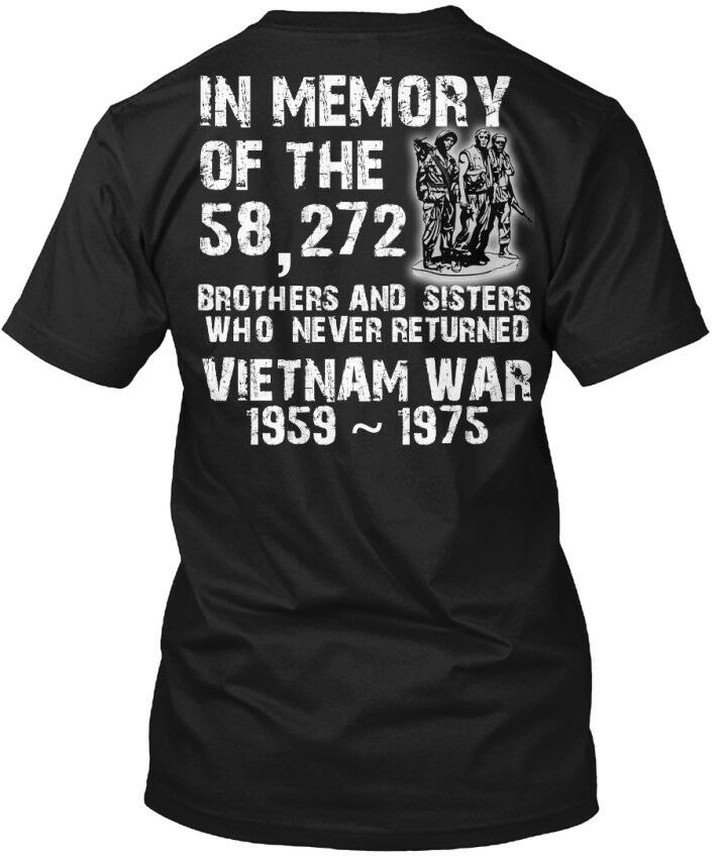 IN MEMORY
OF THE
58,272
BROTHERS AND SISTERS
WHO NEVER RETURNED
VIETNAM WAR
1959 ~ 1975